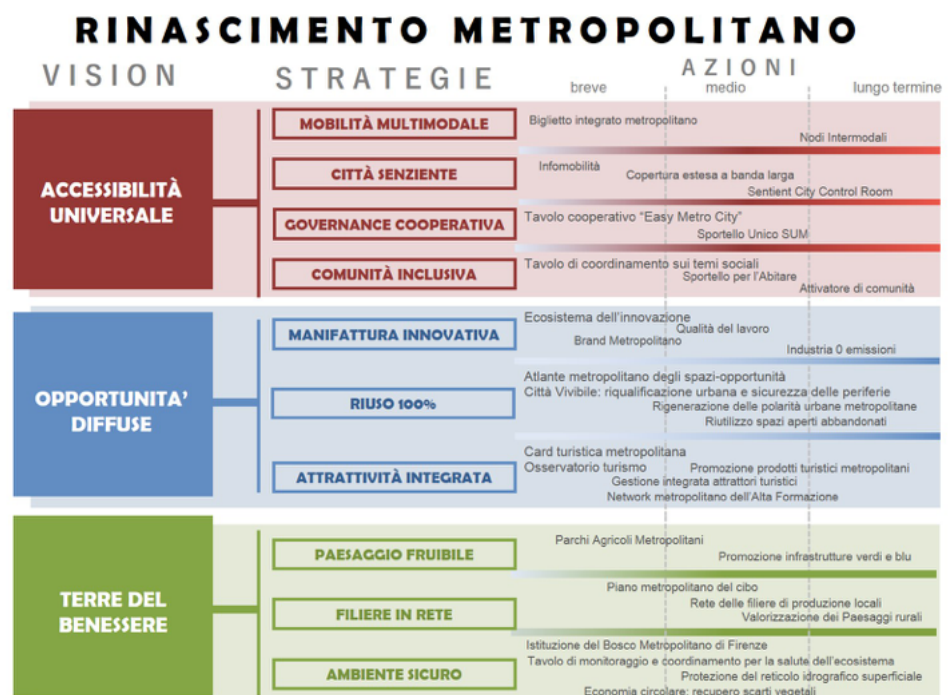 RINASCIMENTO METROPOLITANO
VISION
STRATEGIE
AZIONI
breve
medio
lungo termine
ACCESSIBILITÀ
UNIVERSALE
MOBILITÀ MULTIMODALE
Biglietto integrato metropolitano
Nodi Intermodali
CITTÀ SENZIENTE
Infomobilità
Copertura estesa a banda larga
Sentient City Control Room
GOVERNANCE COOPERATIVA
Tavolo cooperativo "Easy Metro City"
Sportello Unico SUM
COMUNITÀ INCLUSIVA
Tavolo di coordinamento sui temi sociali
Sportello per l'Abitare
Attivatore di comunità
OPPORTUNITA'
DIFFUSE
MANIFATTURA INNOVATIVA
Ecosistema dell'innovazione
Qualità del lavoro
Brand Metropolitano
Industria 0 emissioni
RIUSO 100%
Atlante metropolitano degli spazi-opportunità
Città Vivibile: riqualificazione urbana e sicurezza delle periferie
Rigenerazione delle polarità urbane metropolitane
Riutilizzo spazi aperti abbandonati
ATTRATTIVITÀ INTEGRATA
Card turistica metropolitana
Osservatorio turismo
Promozione prodotti turistici metropolitani
Gestione integrata attrattori turistici
Network metropolitano dell'Alta Formazione
TERRE DEL
BENESSERE
PAESAGGIO FRUIBILE
Parchi Agricoli Metropolitani
Promozione infrastrutture verdi e blu
FILIERE IN RETE
Piano metropolitano del cibo
Rete delle filiere di produzione locali
Valorizzazione dei Paesaggi rurali
AMBIENTE SICURO
Istituzione del Bosco Metropolitano di Firenze
Tavolo di monitoraggio e coordinamento per la salute dell'ecosistema
Protezione del reticolo idrografico superficiale
Economia circolare: recupero scarti vegetali